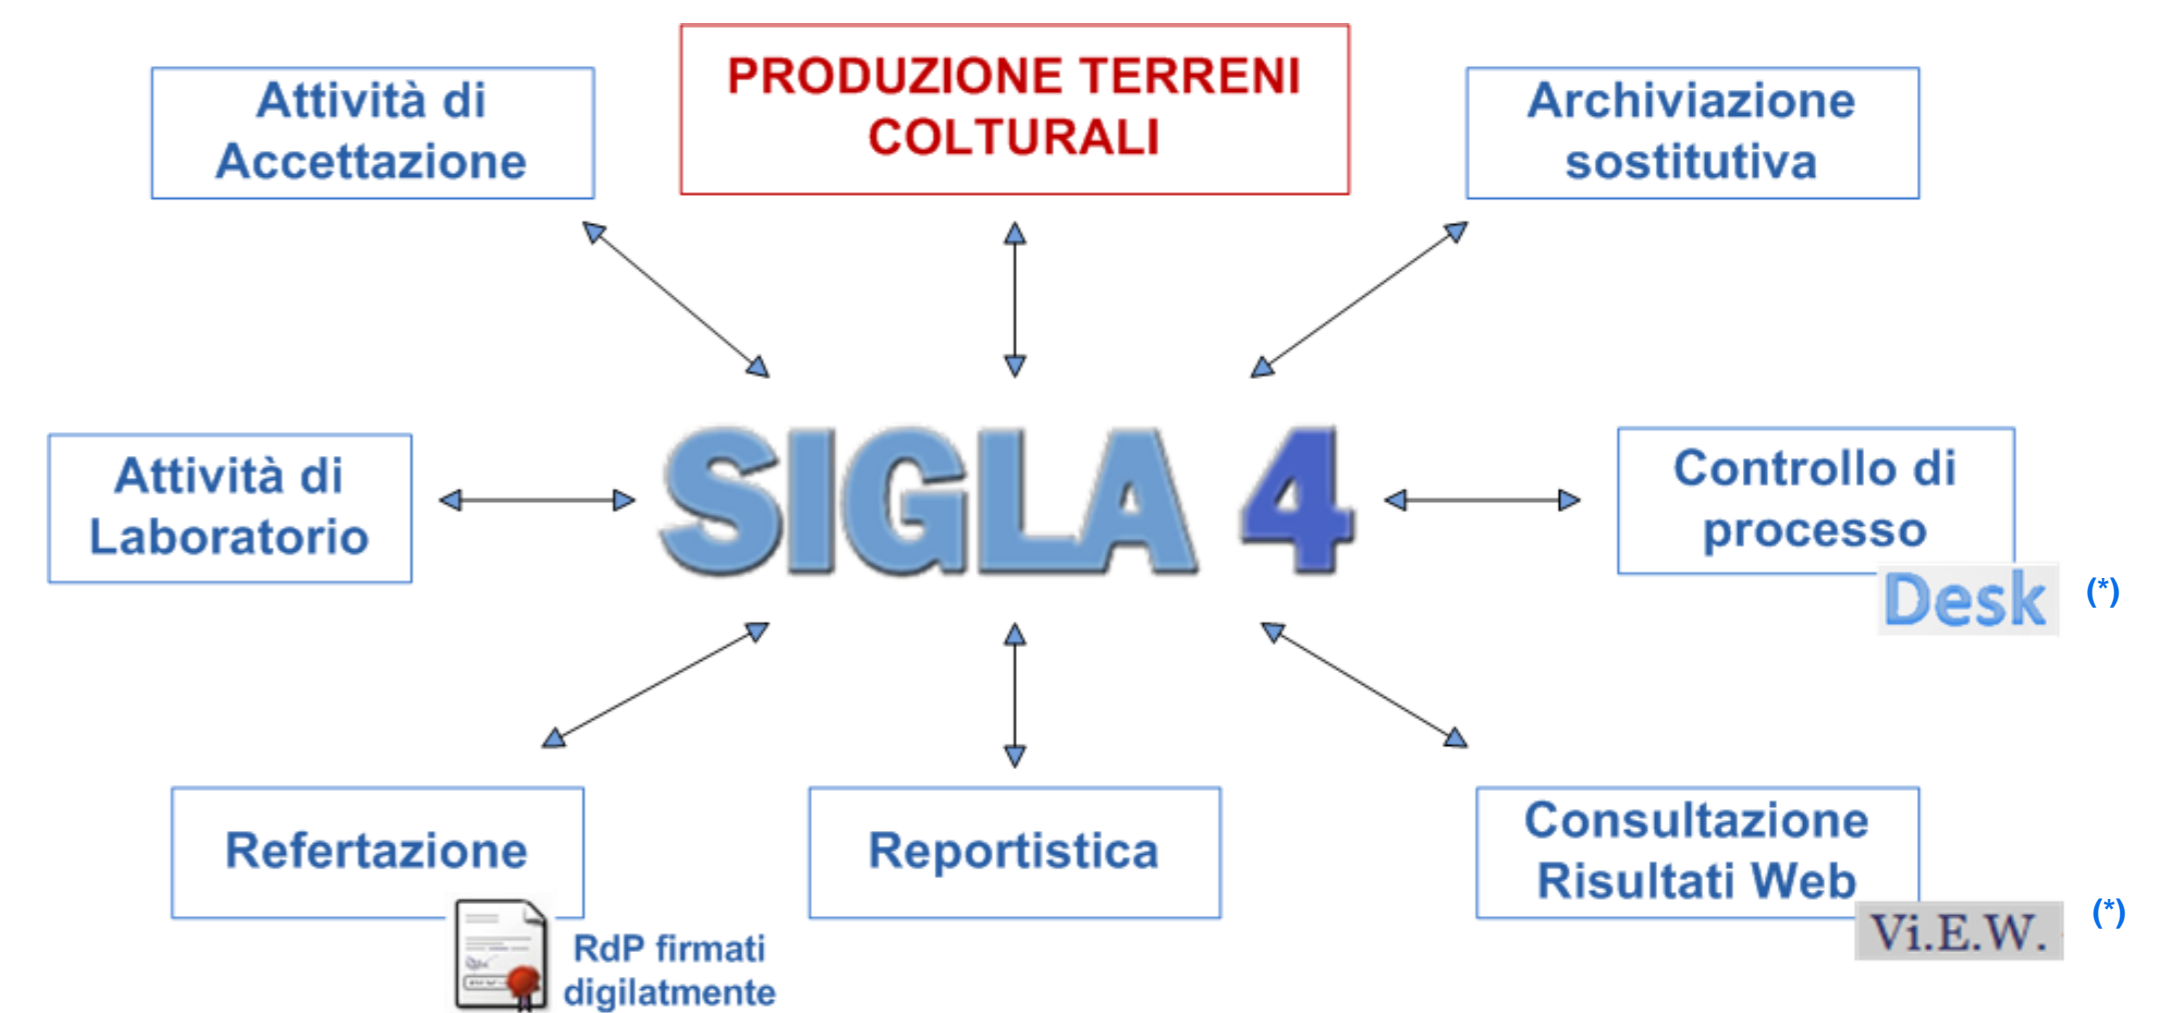 Attività di
Accettazione
PRODUZIONE TERRENI
COLTURALI
Archiviazione
sostitutiva
Attività di
Laboratorio
SIGLA 4
Controllo di
processo
Desk (*)
Refertazione
RdP firmati
digilatmente
Reportistica
Consultazione
Risultati Web
Vi.E.W. (*)